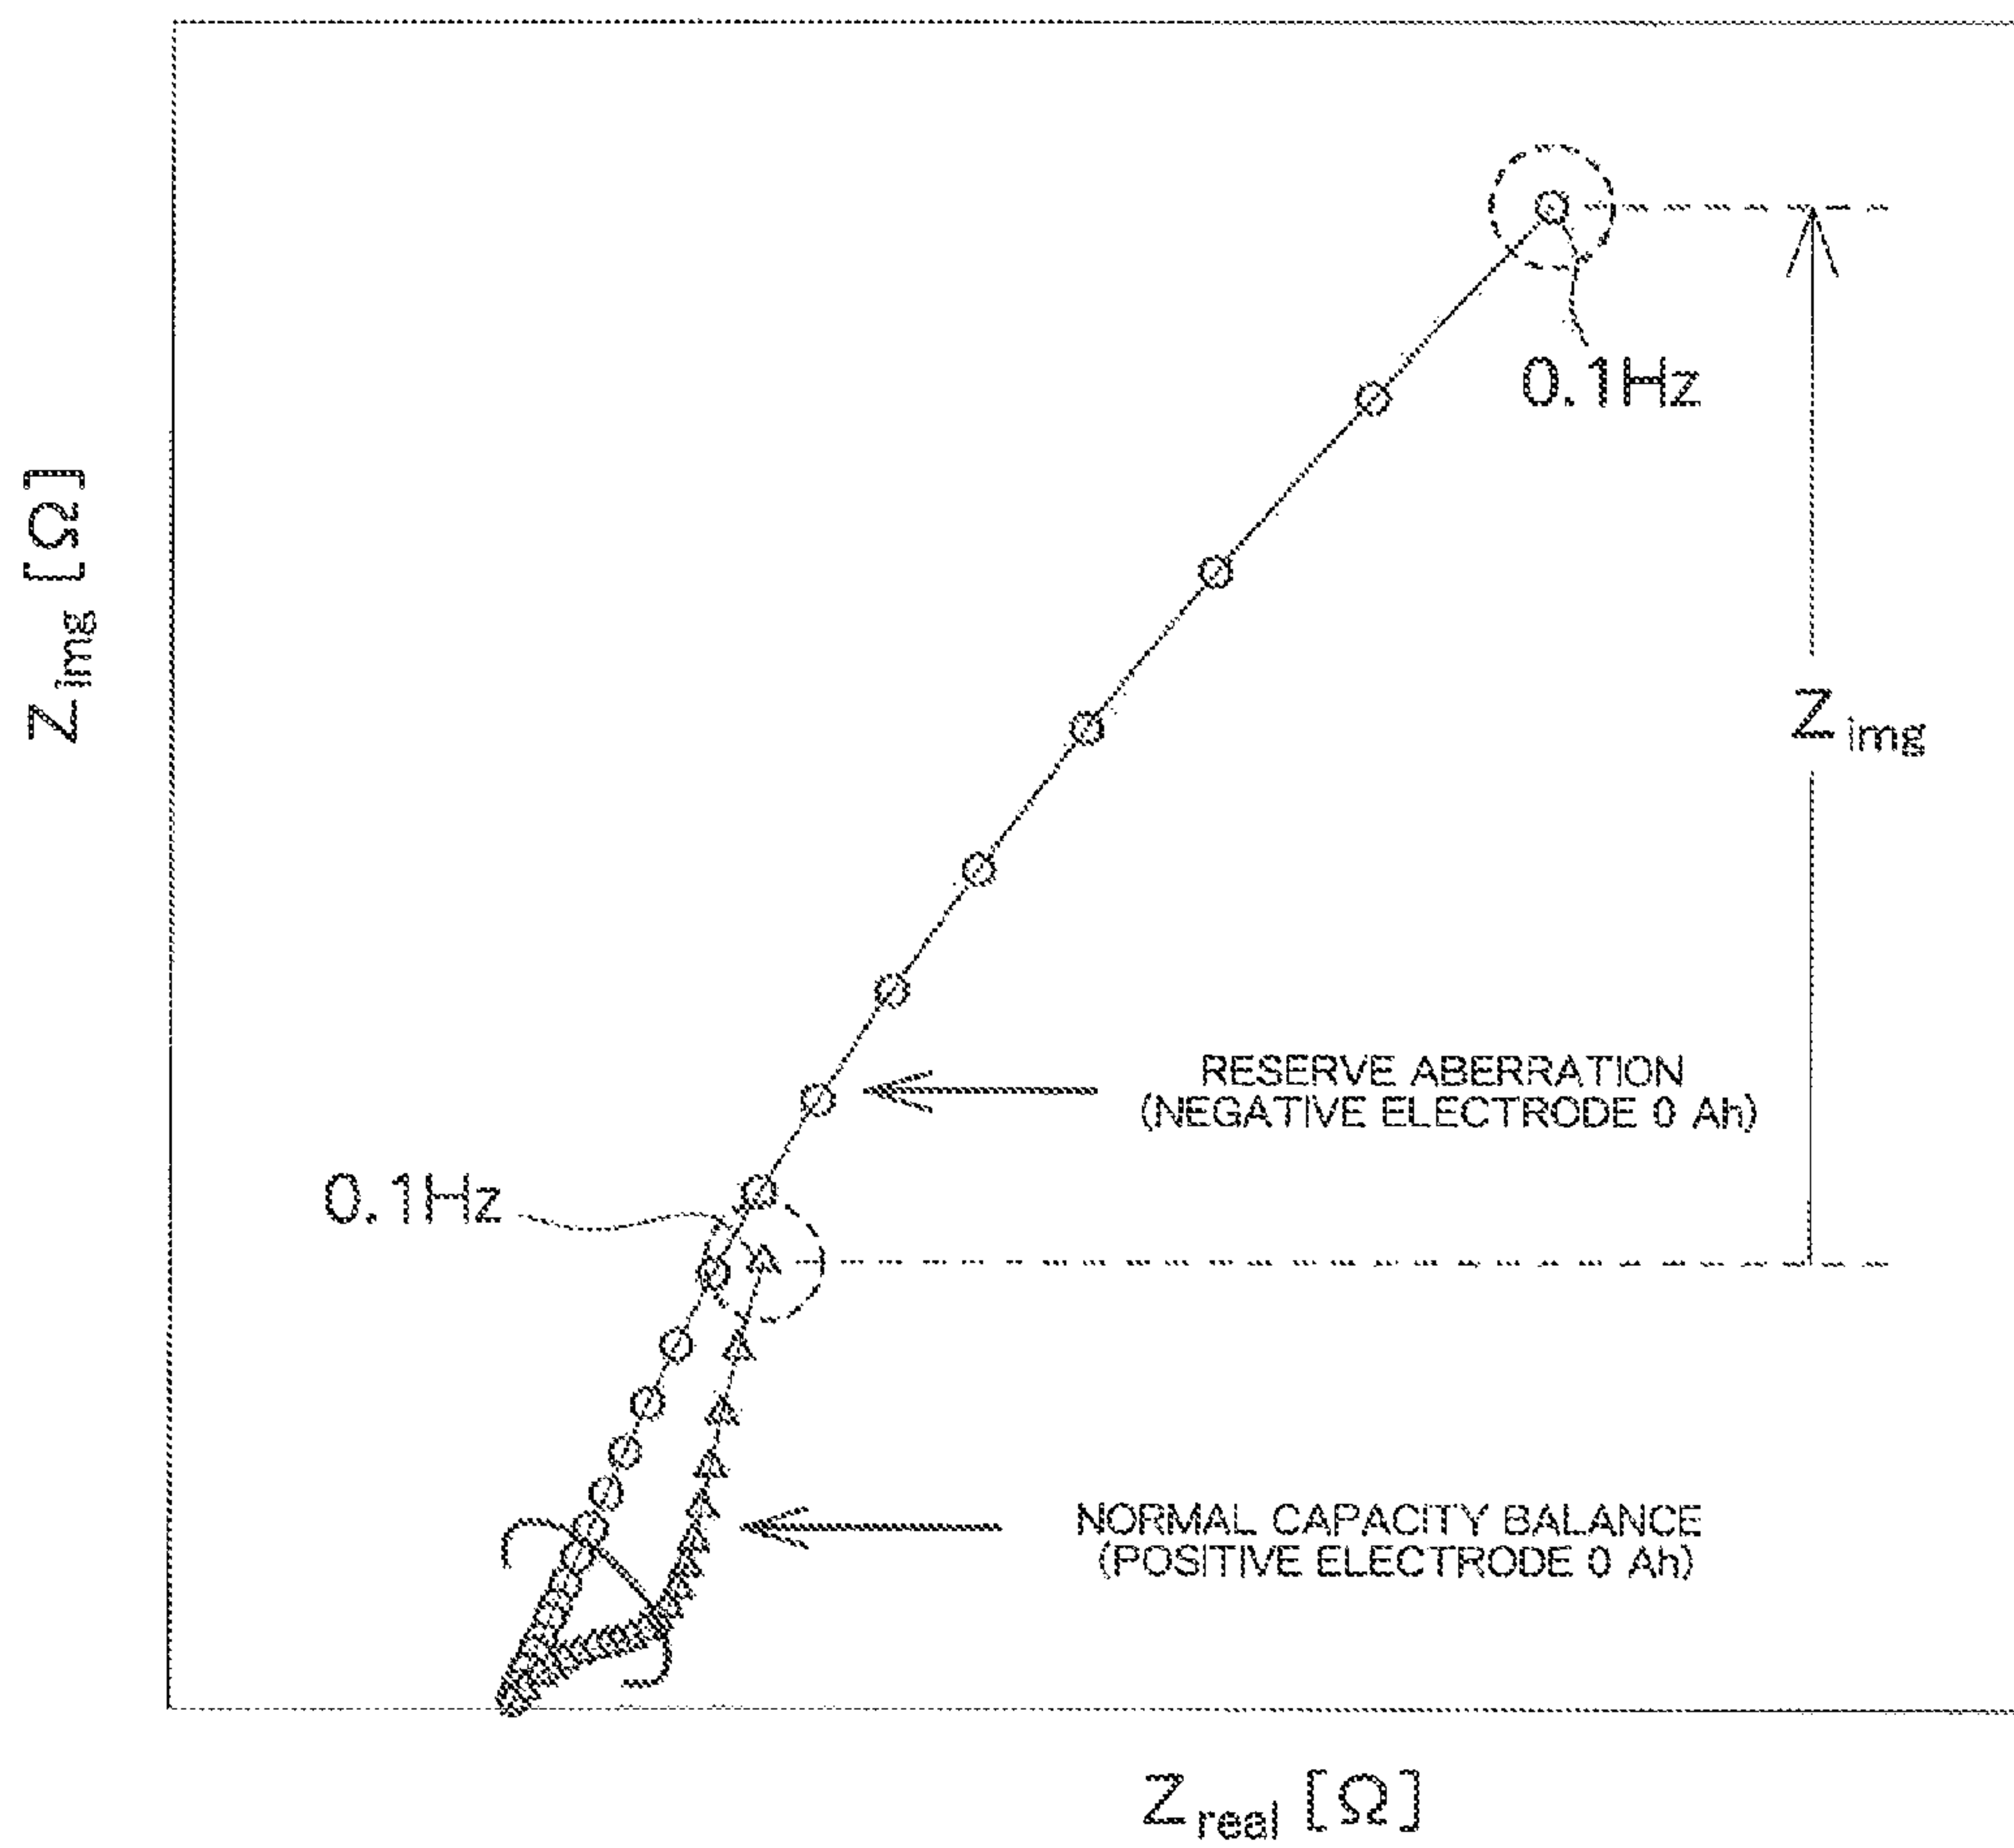 Z_img [Ω]
0.1Hz
Z_img
RESERVE ABERRATION
(NEGATIVE ELECTRODE 0 Ah)
0.1Hz
NORMAL CAPACITY BALANCE
(POSITIVE ELECTRODE 0 Ah)
Z_real [Ω]